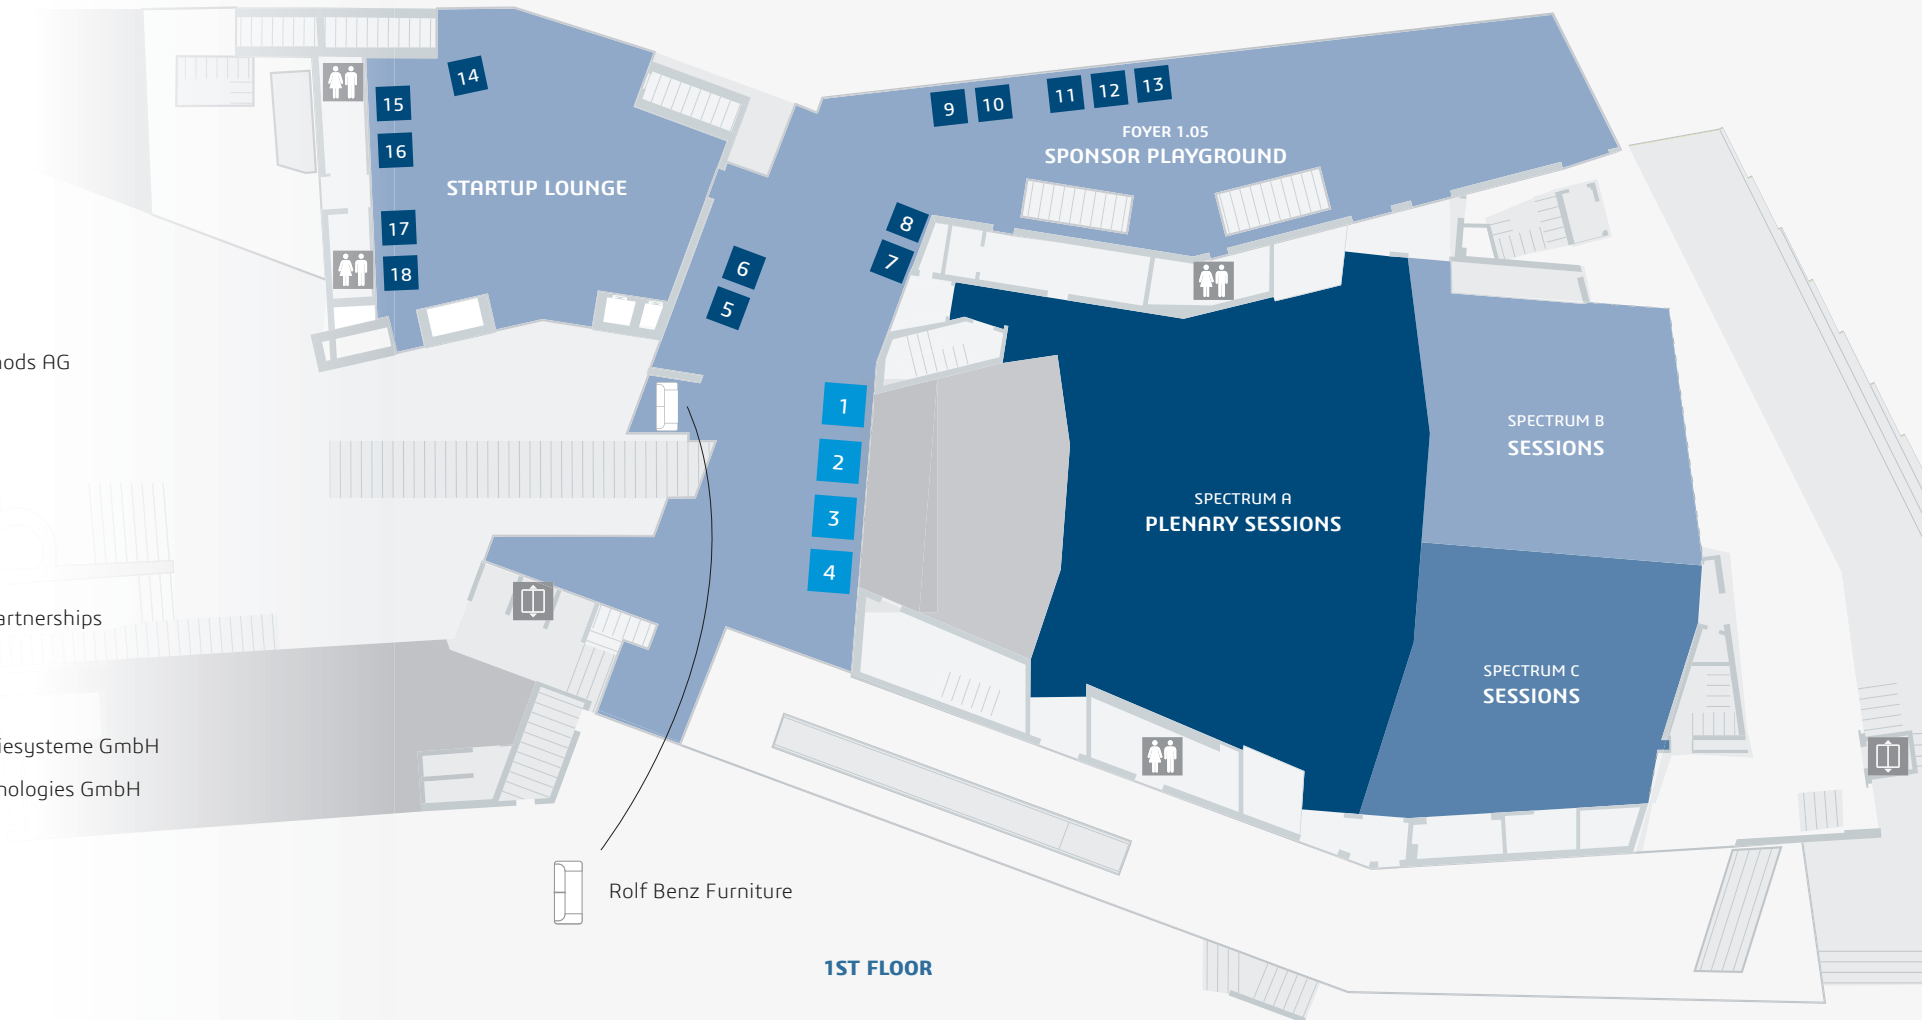 14
15
16
STARTUP LOUNGE
17
18
9
10
11
12
13
FOYER 1.05
SPONSOR PLAYGROUND
8
7
6
5
1
2
3
4
SPECTRUM A
PLENARY SESSIONS
SPECTRUM B
SESSIONS
SPECTRUM C
SESSIONS
ods AG
artnerships
iesysteme GmbH
nologies GmbH
Rolf Benz Furniture
1ST FLOOR